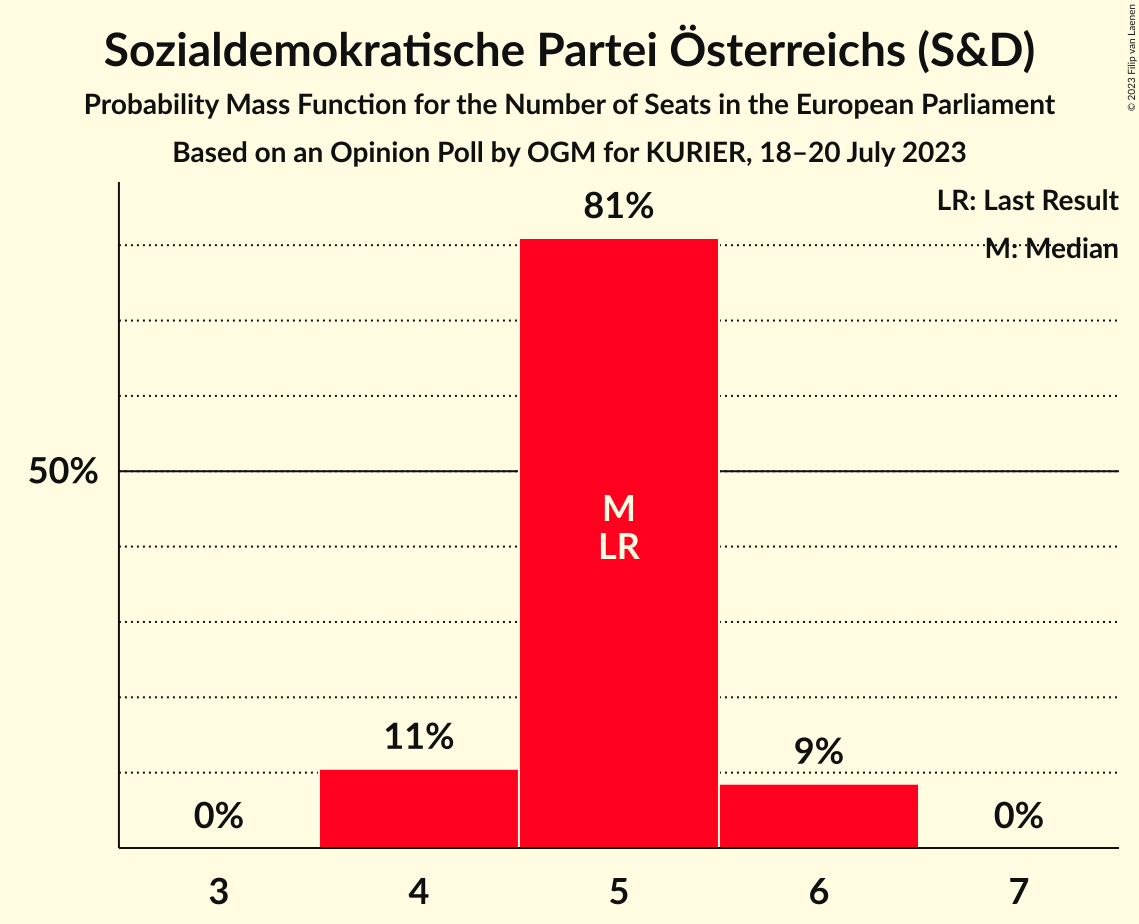 Sozialdemokratische Partei Österreichs (S&D)
Probability Mass Function for the Number of Seats in the European Parliament
Based on an Opinion Poll by OGM for KURIER, 18–20 July 2023
© 2023 Filip van Laenen
LR: Last Result
M: Median
81%
50%
M
LR
11%
9%
0%
0%
3
4
5
6
7